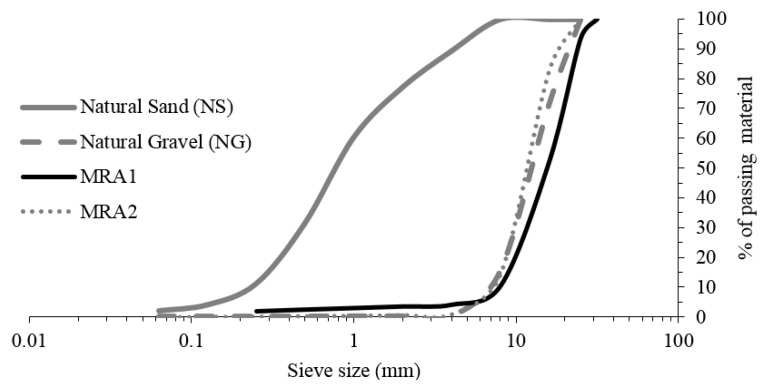 100
90
80
70
60
50
40
30
20
10
0
% of passing material
Natural Sand (NS)
Natural Gravel (NG)
MRA1
MRA2
0.01
0.1
1
10
100
Sieve size (mm)